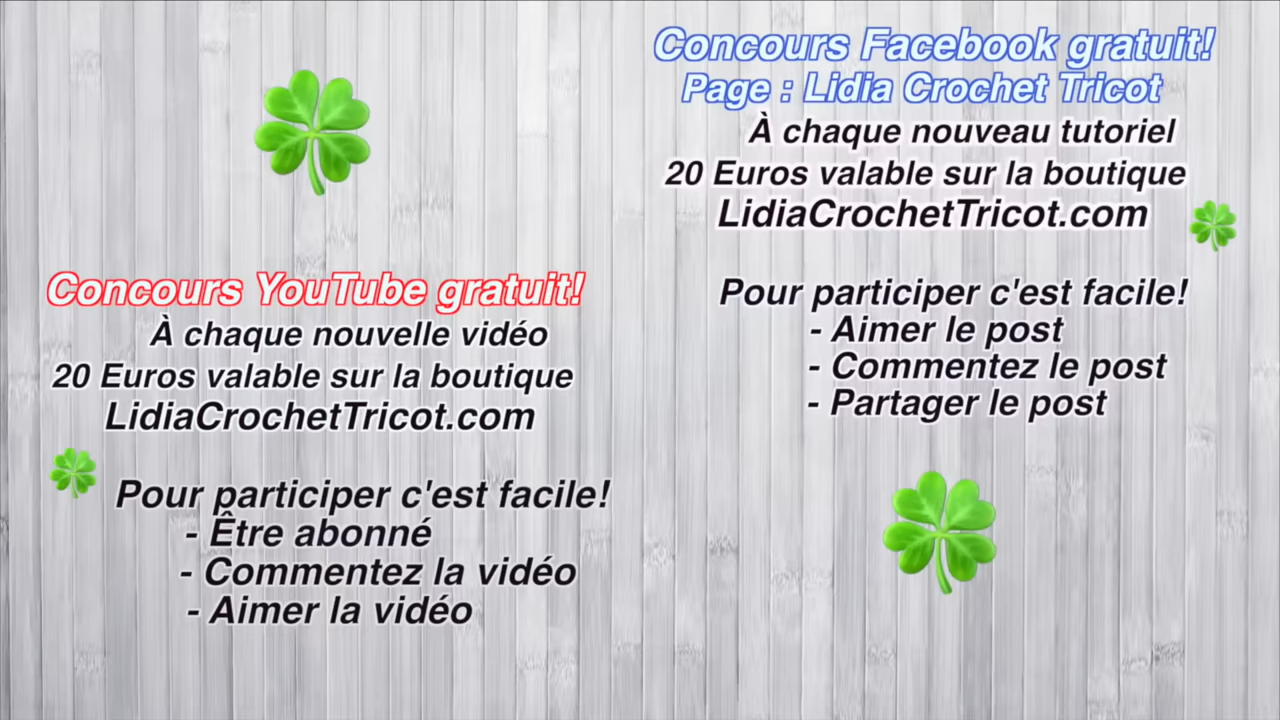 Concours YouTube gratuit!
À chaque nouvelle vidéo
20 Euros valable sur la boutique
LidiaCrochetTricot.com
Pour participer c'est facile!
- Être abonné
- Commentez la vidéo
- Aimer la vidéo
Concours Facebook gratuit!
Page : Lidia Crochet Tricot
À chaque nouveau tutoriel
20 Euros valable sur la boutique
LidiaCrochetTricot.com
Pour participer c'est facile!
- Aimer le post
- Commentez le post
- Partager le post